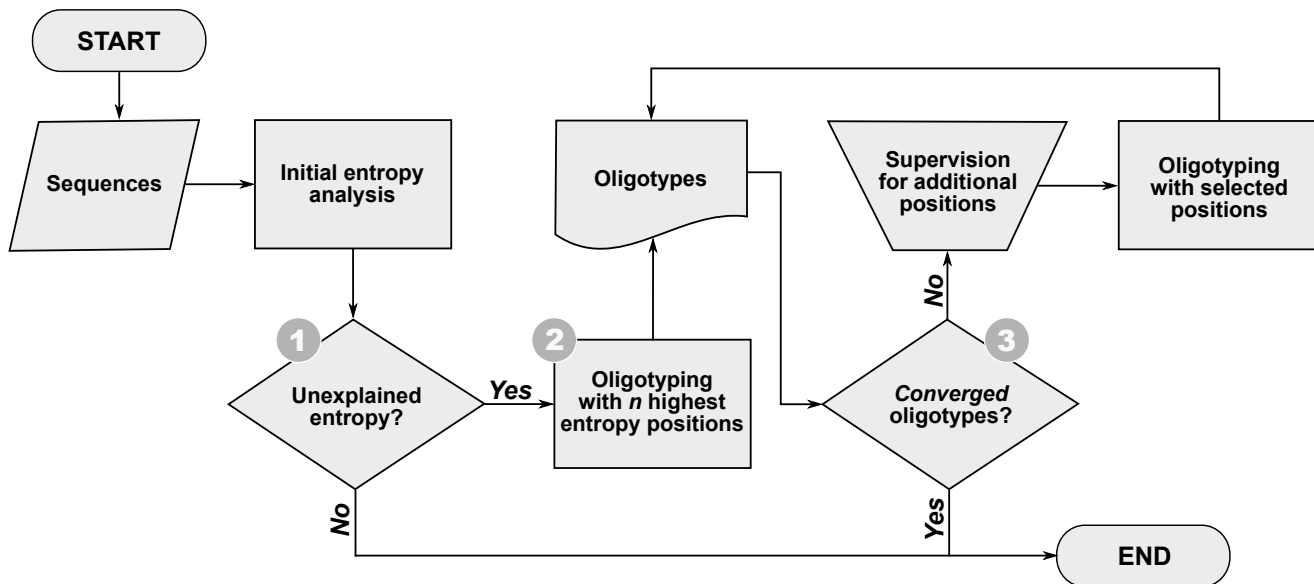 START
Sequences
Initial entropy
analysis
Oligotypes
Supervision
for additional
positions
Oligotyping
with selected
positions
1
Unexplained
entropy?
Yes
No
2
Oligotyping
with n highest
entropy positions
3
Converged
oligotypes?
No
Yes
END